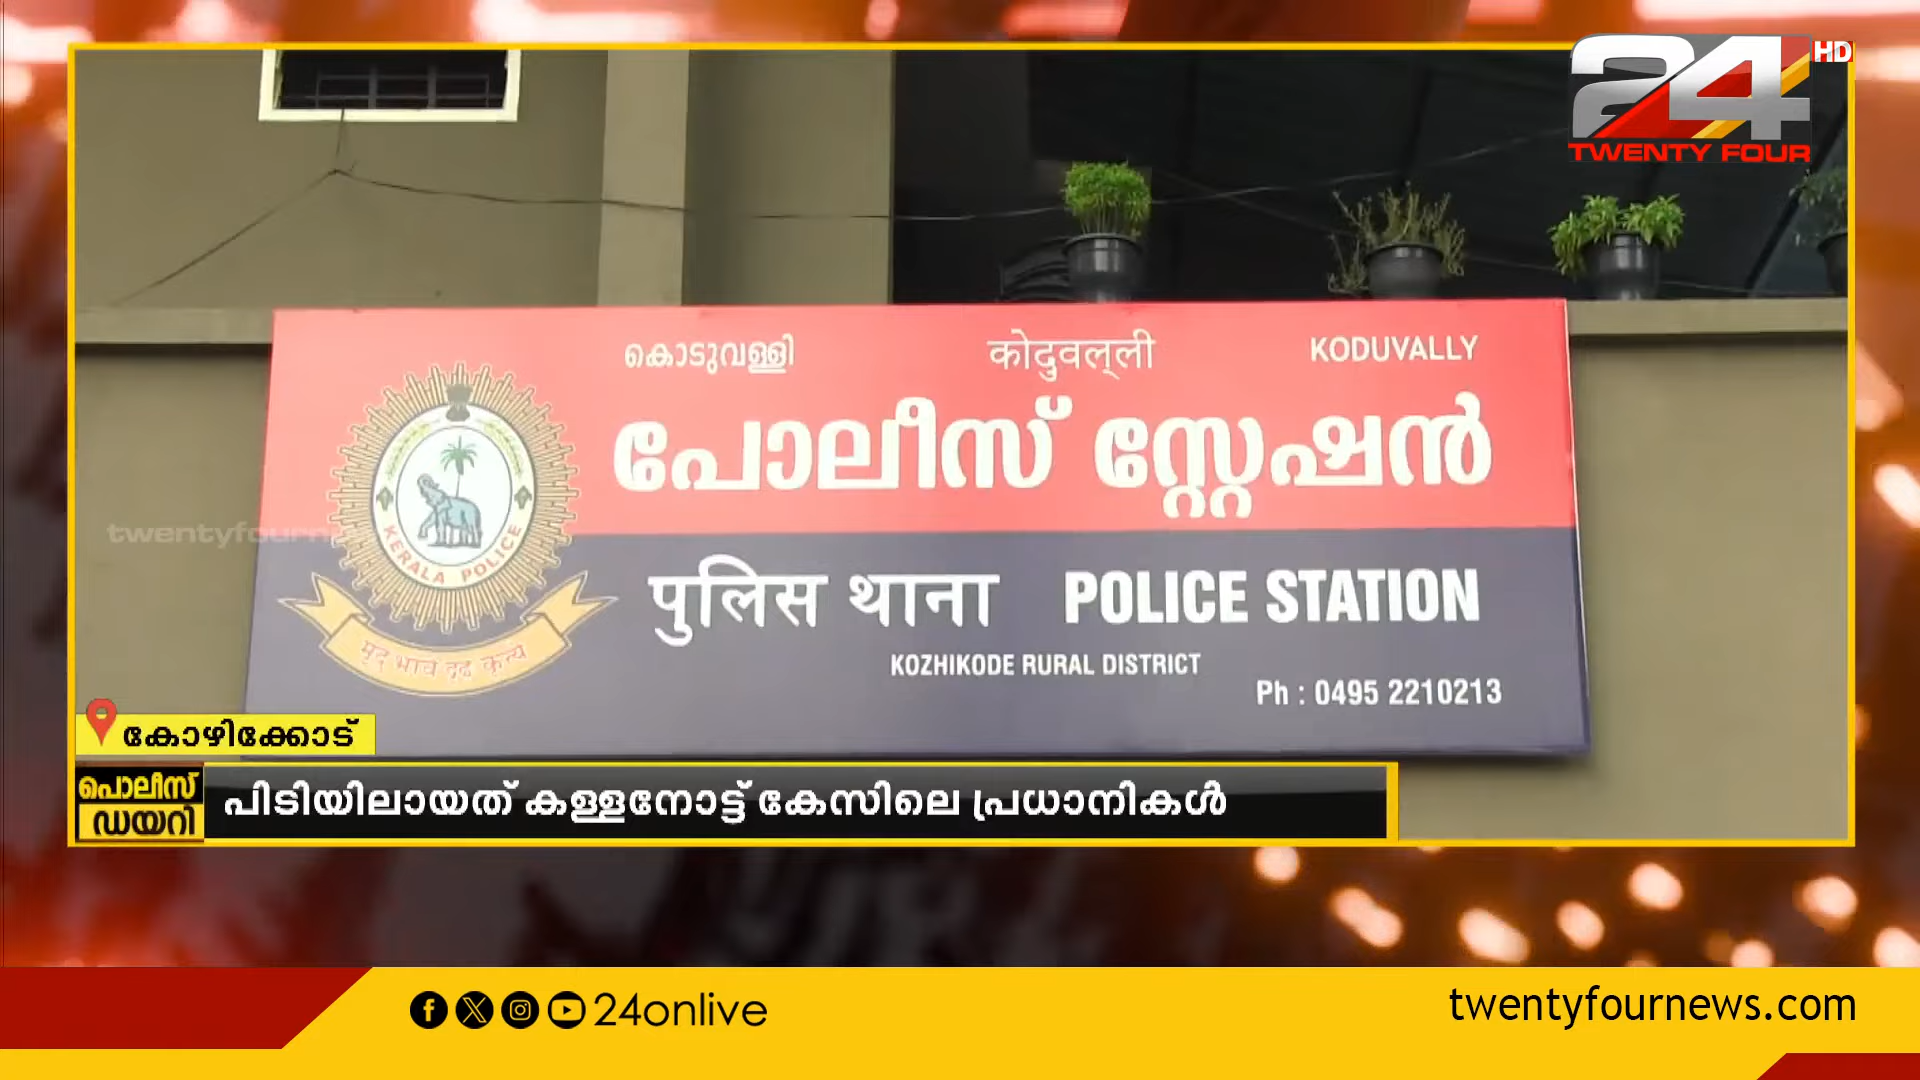 24 HD
TWENTY FOUR
കൊടുവള്ളി कोदुवल्ली KODUVALLY
പോലീസ് സ്റ്റേഷൻ
twentyfournews
KERALA POLICE
पुलिस थाना POLICE STATION
मृदु भावे दृढ कृत्ये
KOZHIKODE RURAL DISTRICT
Ph : 0495 2210213
കോഴിക്കോട്
പൊലീസ് ഡയറി
പിടിയിലായത് കള്ളനോട്ട് കേസിലെ പ്രധാനികൾ
24onlive
twentyfournews.com